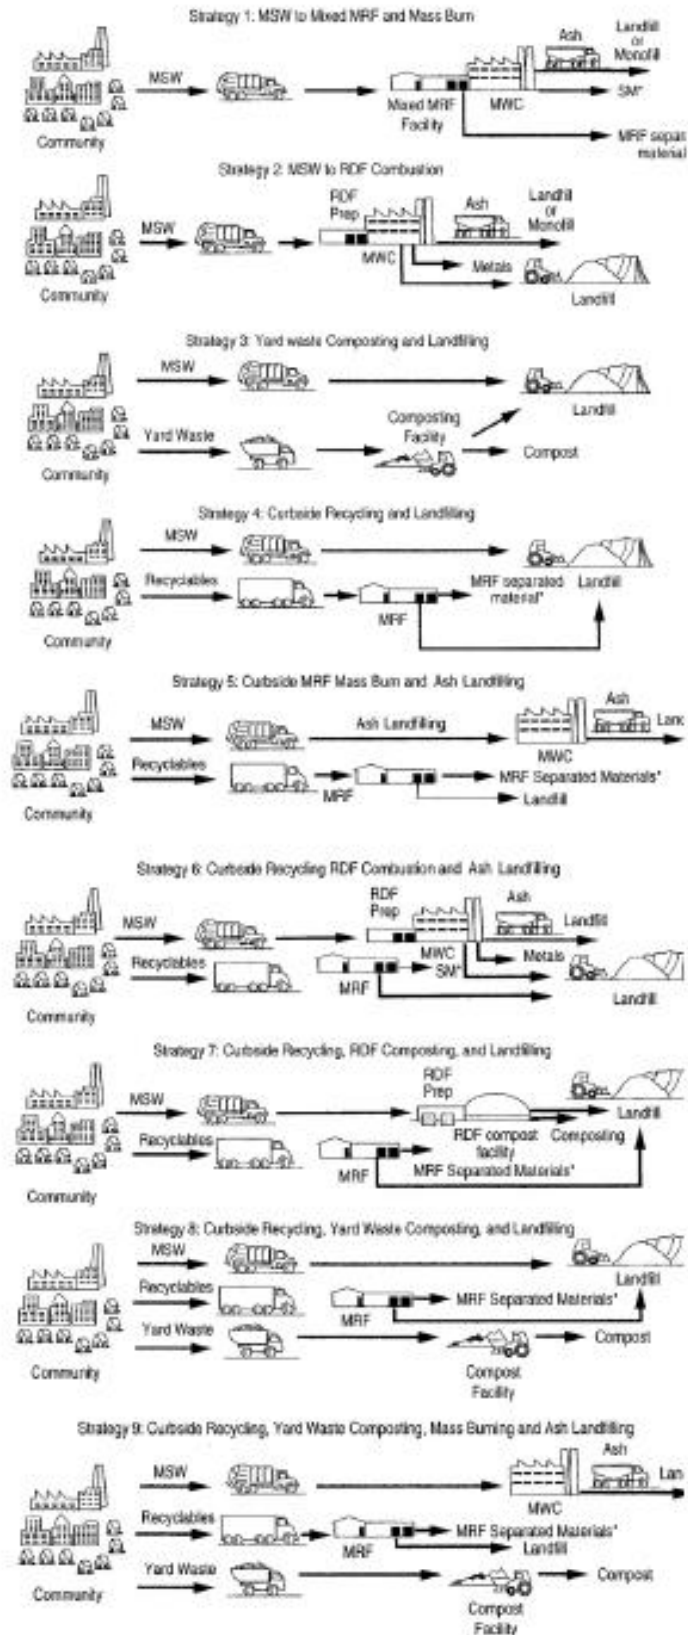 Strategy 1: MSW to Mixed MRF and Mass Burn
Ash
Landfill
or
Monofill
MSW
SM*
Mixed MRF
Facility
MWC
MRF separ
material
Community
Strategy 2: MSW to RDF Combustion
RDF
Prep
Ash
Landfill
or
Monofill
MSW
MWC
Metals
Community
Landfill
Strategy 3: Yard waste Composting and Landfilling
MSW
Composting
Facility
Landfill
Yard Waste
Compost
Community
Strategy 4: Curbside Recycling and Landfilling
MSW
Recyclables
MRF separated
material*
Landfill
MRF
Community
Strategy 5: Curbside MRF Mass Burn and Ash Landfilling
Ash
MSW
Ash Landfilling
Land
MWC
Recyclables
MRF
MRF Separated Materials*
Landfill
Community
Strategy 6: Curbside Recycling RDF Combustion and Ash Landfilling
RDF
Prep
Ash
MSW
Landfill
MWC
Metals
Recyclables
SM*
MRF
Landfill
Community
Strategy 7: Curbside Recycling, RDF Composting, and Landfilling
RDF
Prep
MSW
Landfill
RDF compost
facility
Composting
Recyclables
MRF
MRF Separated Materials*
Community
Strategy 8: Curbside Recycling, Yard Waste Composting, and Landfilling
MSW
Landfill
Recyclables
MRF
MRF Separated Materials*
Yard Waste
Compost
Community
Compost
Facility
Strategy 9: Curbside Recycling, Yard Waste Composting, Mass Burning and Ash Landfilling
MSW
Ash
Lan
MWC
Recyclables
MRF
MRF Separated Materials*
Landfill
Yard Waste
Compost
Community
Compost
Facility